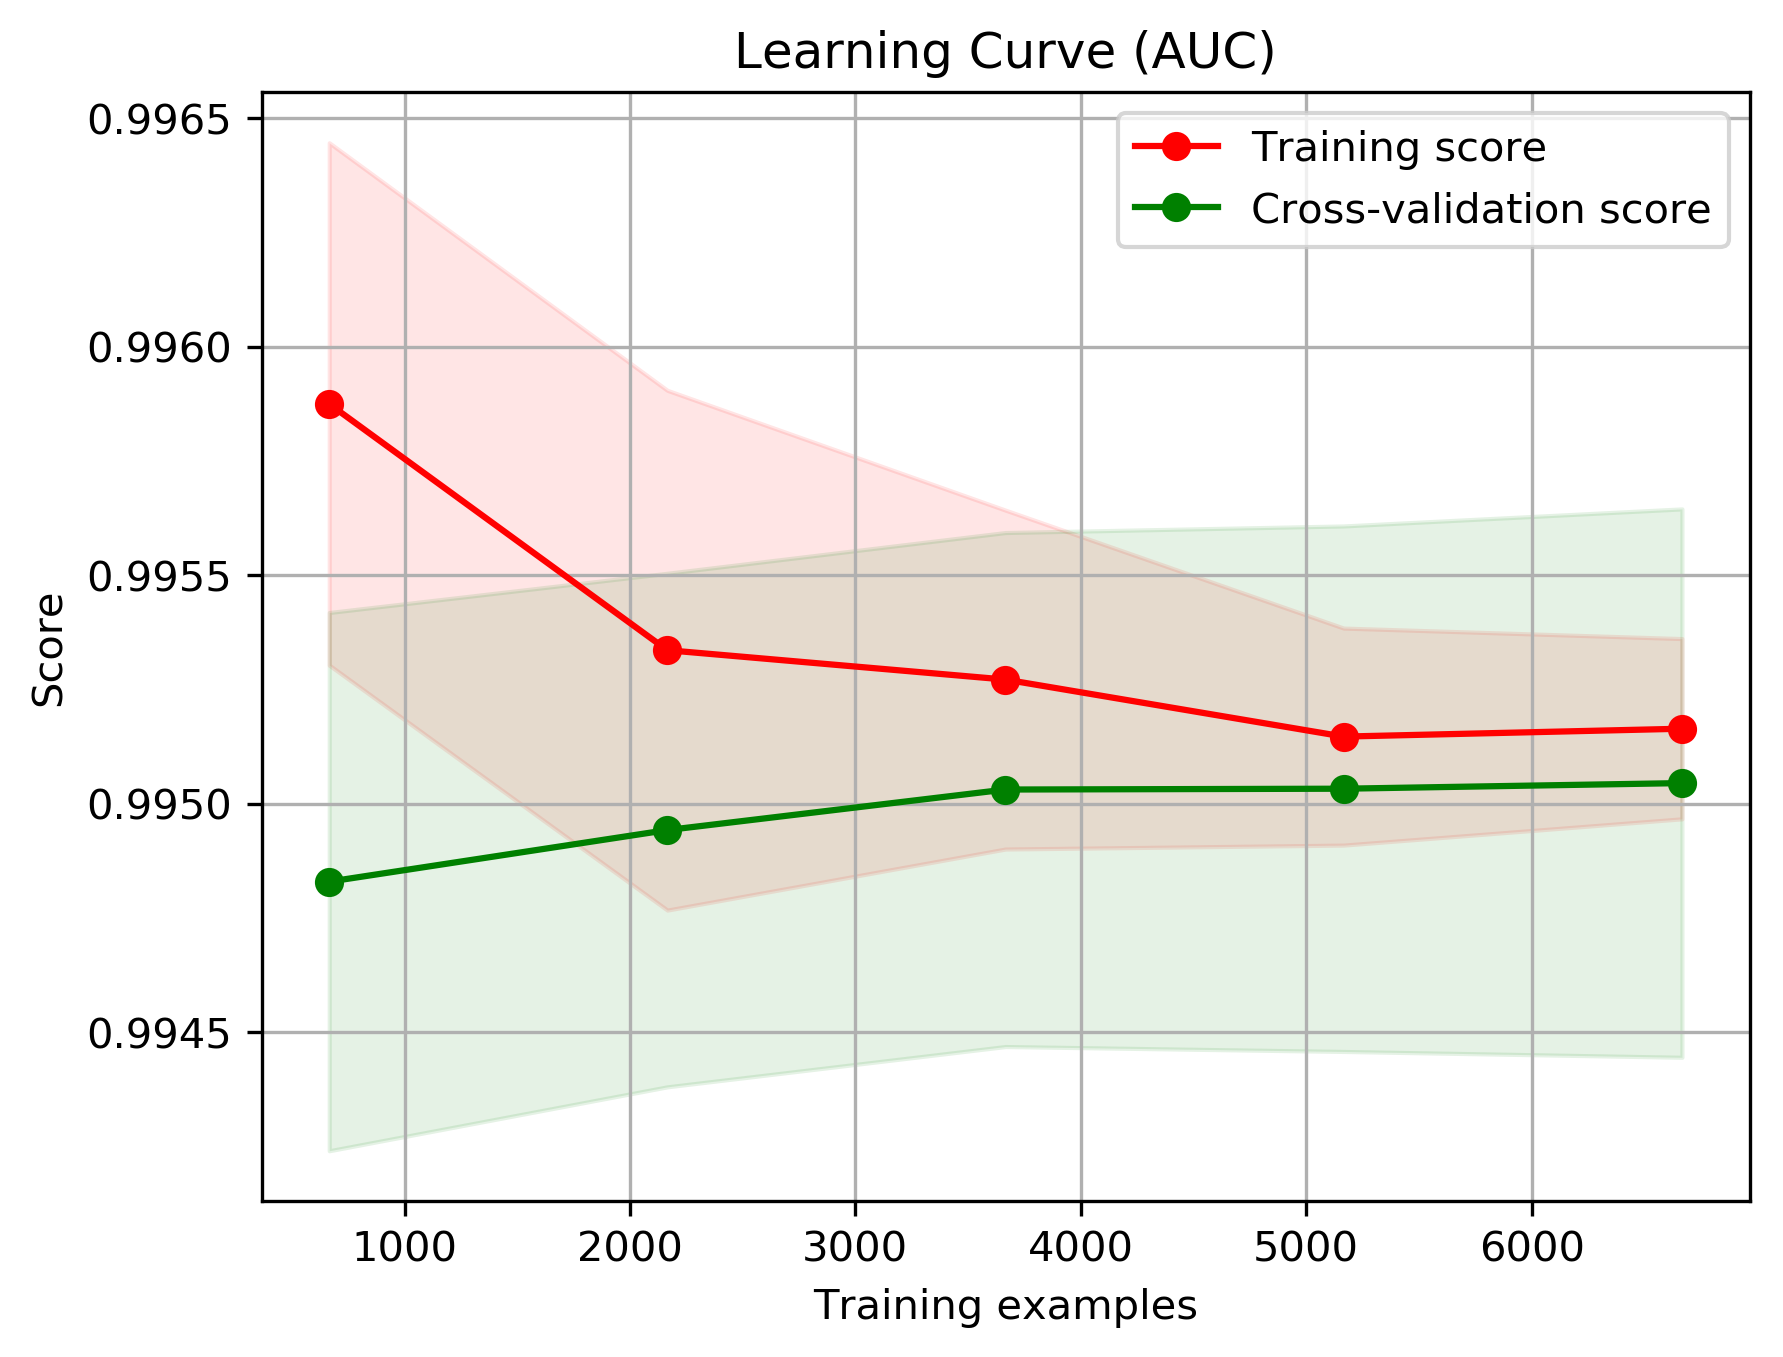 Learning Curve (AUC)
0.9965
Training score
Cross-validation score
0.9960
0.9955
Score
0.9950
0.9945
1000 2000 3000 4000 5000 6000
Training examples